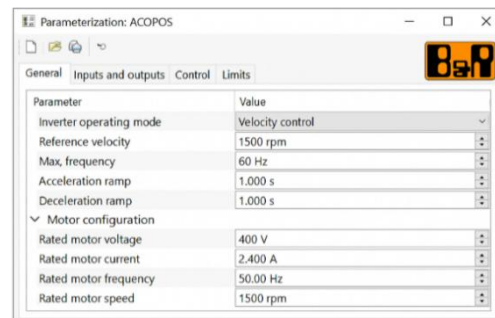 Parameterization: ACOPOS
B&R
General Inputs and outputs Control Limits
Parameter Value
Inverter operating mode Velocity control
Reference velocity 1500 rpm
Max, frequency 60 Hz
Acceleration ramp 1.000 s
Deceleration ramp 1.000 s
Motor configuration
Rated motor voltage 400 V
Rated motor current 2.400 A
Rated motor frequency 50.00 Hz
Rated motor speed 1500 rpm